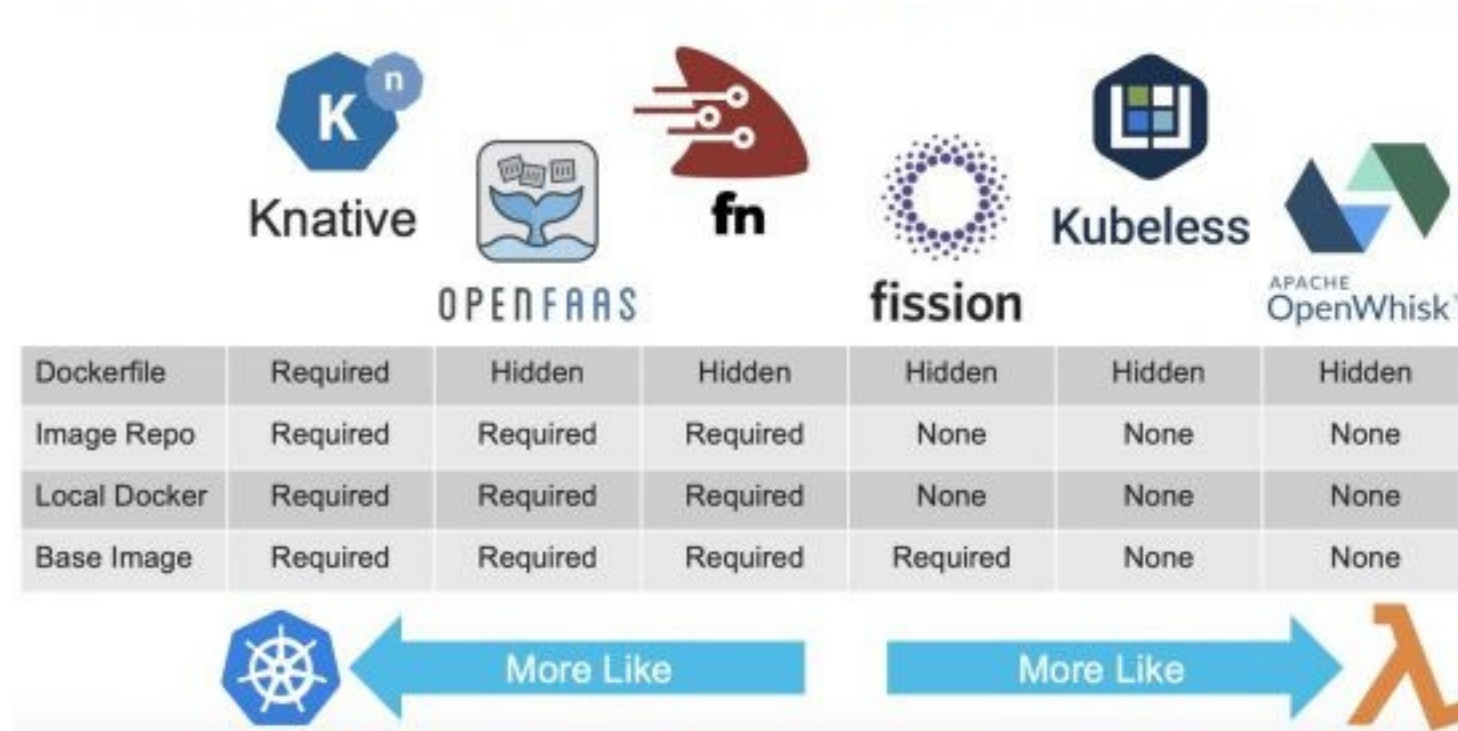 K n
Knative
OPENFAAS
fn
fission
Kubeless
APACHE
OpenWhisk
Dockerfile Required Hidden Hidden Hidden Hidden Hidden
Image Repo Required Required Required None None None
Local Docker Required Required Required None None None
Base Image Required Required Required Required None None
More Like More Like
λ